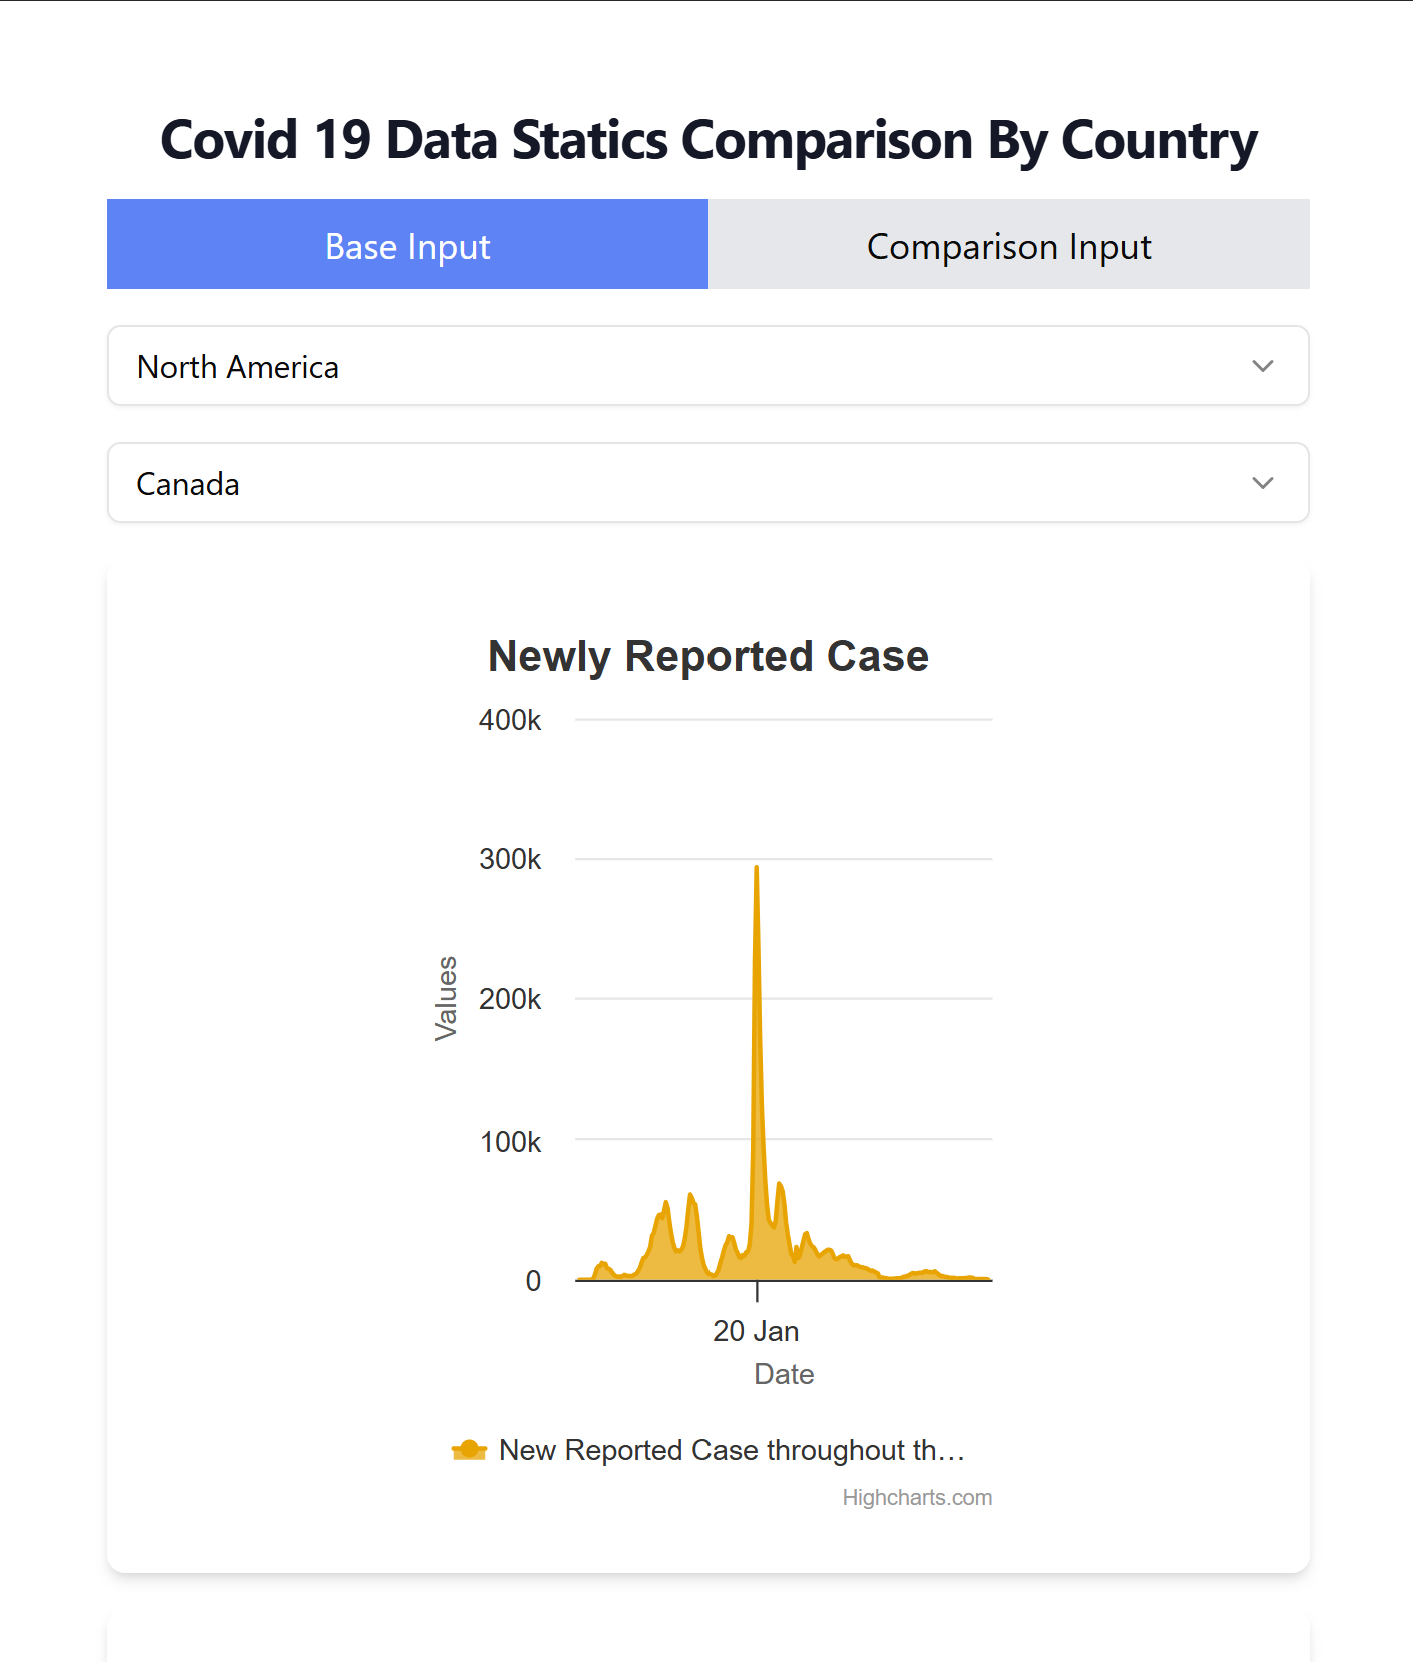 Covid 19 Data Statics Comparison By Country
Base Input
Comparison Input
North America
Canada
Newly Reported Case
400k
300k
200k
100k
0
Values
20 Jan
Date
New Reported Case throughout th…
Highcharts.com